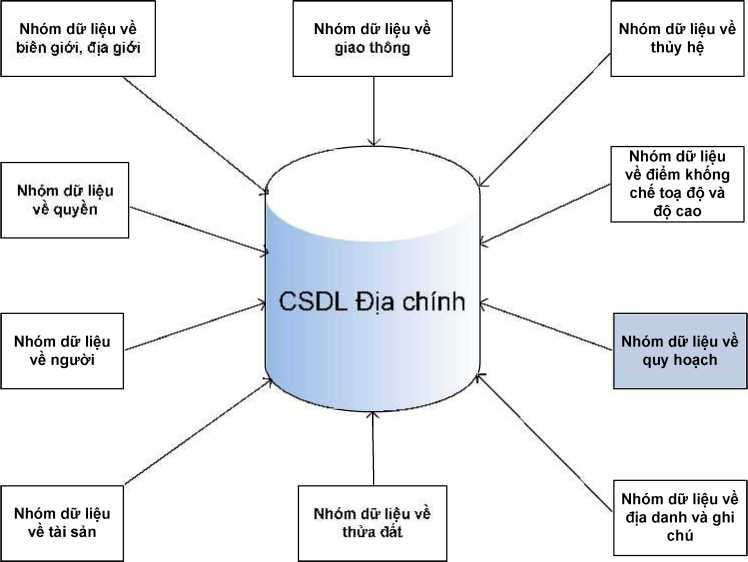 Nhóm dữ liệu về
biên giới, địa giới
Nhóm dữ liệu về
giao thông
Nhóm dữ liệu về
thủy hệ
Nhóm dữ liệu
về quyền
Nhóm dữ liệu
về điểm khống
chế toạ độ và
độ cao
CSDL Địa chính
Nhóm dữ liệu
về người
Nhóm dữ liệu về
quy hoạch
Nhóm dữ liệu
về tài sản
Nhóm dữ liệu về
thửa đất
Nhóm dữ liệu về
địa danh và ghi
chú